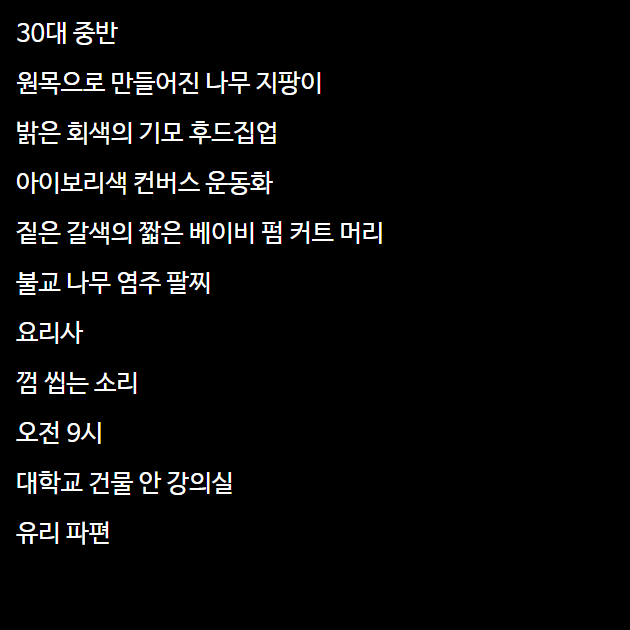 30대 중반
원목으로 만들어진 나무 지팡이
밝은 회색의 기모 후드집업
아이보리색 컨버스 운동화
짙은 갈색의 짧은 베이비 펌 커트 머리
불교 나무 염주 팔찌
요리사
껌 씹는 소리
오전 9시
대학교 건물 안 강의실
유리 파편